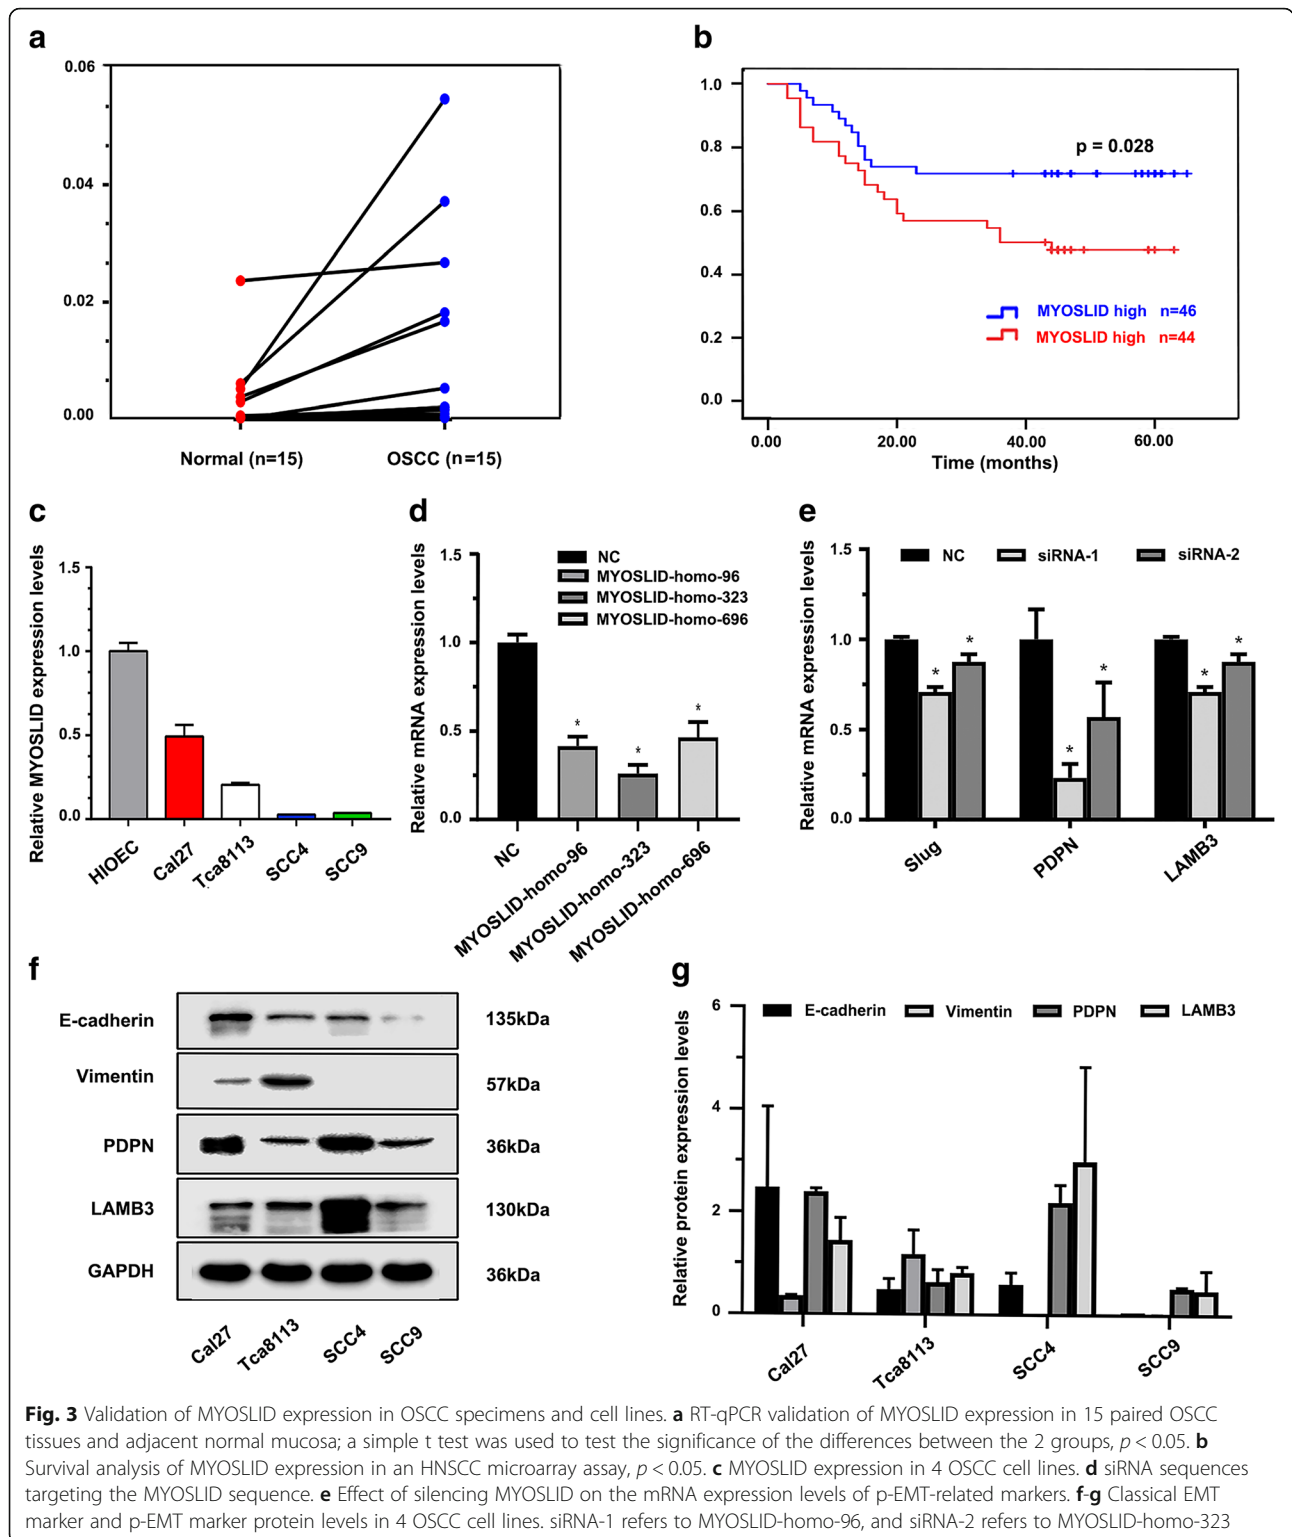 a
0.06
0.04
0.02
0.00
Normal (n=15)
OSCC (n=15)
b
1.0
0.8
0.6
0.4
0.2
0.0
p = 0.028
MYOSLID high n=46
MYOSLID high n=44
0.00
20.00
40.00
60.00
Time (months)
c
Relative MYOSLID expression levels
1.5
1.0
0.5
0.0
HIOEC
Cal27
Tca8113
SCC4
SCC9
d
Relative mRNA expression levels
1.5
1.0
0.5
0.0
NC
MYOSLID-homo-96
MYOSLID-homo-323
MYOSLID-homo-696
*
*
*
NC
MYOSLID-homo-96
MYOSLID-homo-323
MYOSLID-homo-696
e
Relative mRNA expression levels
1.5
1.0
0.5
0.0
NC
siRNA-1
siRNA-2
*
*
*
*
*
*
Slug
PDPN
LAMB3
f
E-cadherin
135kDa
Vimentin
57kDa
PDPN
36kDa
LAMB3
130kDa
GAPDH
36kDa
Cal27
Tca8113
SCC4
SCC9
g
Relative protein expression levels
6
4
2
0
E-cadherin
Vimentin
PDPN
LAMB3
Cal27
Tca8113
SCC4
SCC9
Fig. 3 Validation of MYOSLID expression in OSCC specimens and cell lines. a RT-qPCR validation of MYOSLID expression in 15 paired OSCC
tissues and adjacent normal mucosa; a simple t test was used to test the significance of the differences between the 2 groups, p < 0.05. b
Survival analysis of MYOSLID expression in an HNSCC microarray assay, p < 0.05. c MYOSLID expression in 4 OSCC cell lines. d siRNA sequences
targeting the MYOSLID sequence. e Effect of silencing MYOSLID on the mRNA expression levels of p-EMT-related markers. f-g Classical EMT
marker and p-EMT marker protein levels in 4 OSCC cell lines. siRNA-1 refers to MYOSLID-homo-96, and siRNA-2 refers to MYOSLID-homo-323